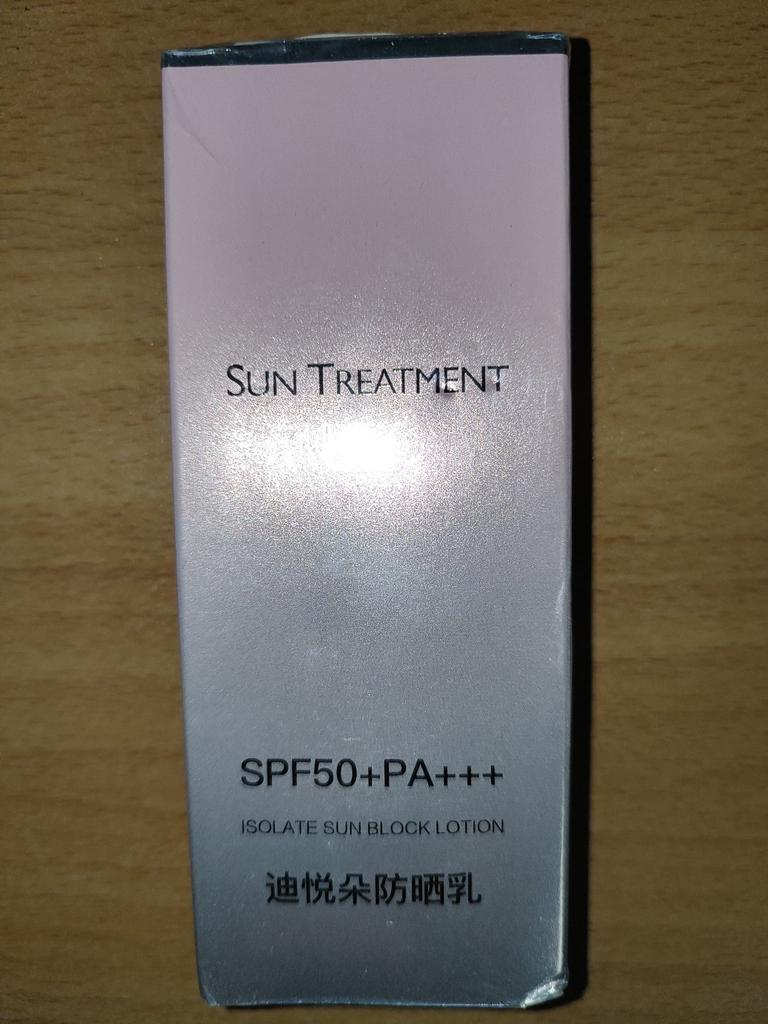 SUN TREATMENT
SPF50+PA+++
ISOLATE SUN BLOCK LOTION
迪悦朵防晒乳